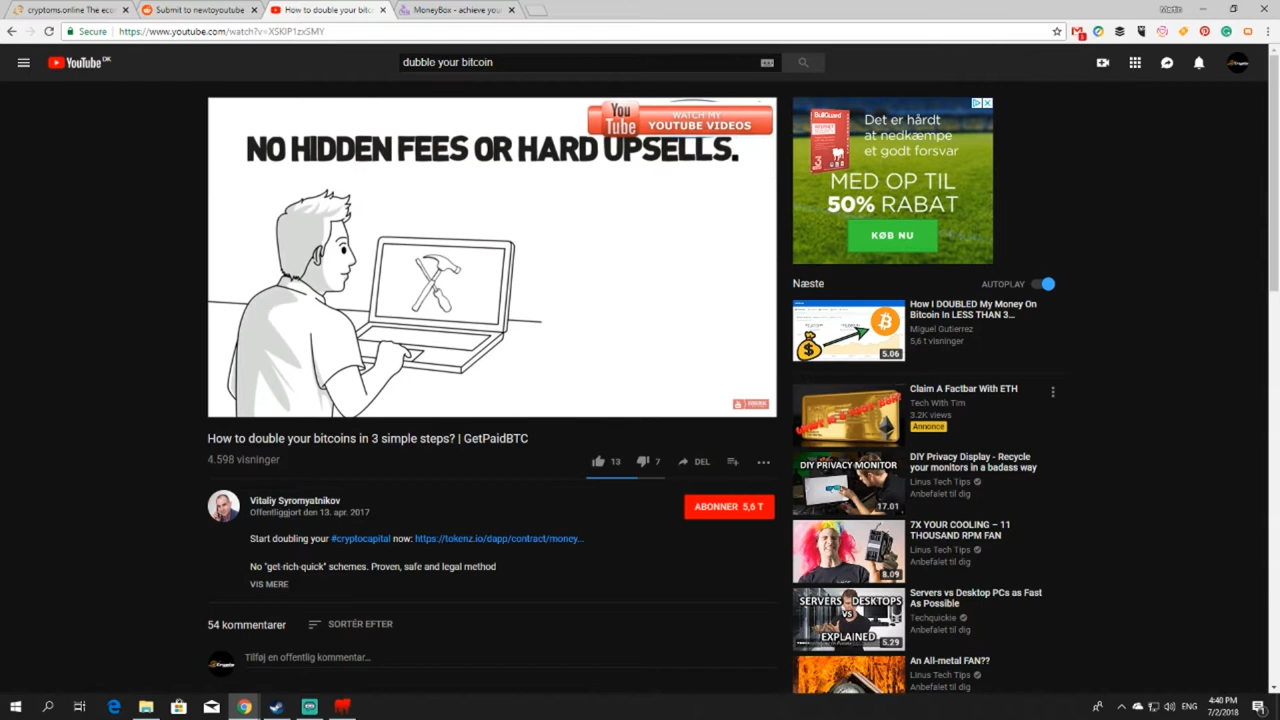 cryptoms.online The eco
Submit to newtoyoutube
How to double your bitco
MoneyBox - achieve your
Secure
https://www.youtube.com/watch?v=XSKIP1zxSMY
YouTube DK
dubble your bitcoin
You Tube
WATCH MY
YOUTUBE VIDEOS
NO HIDDEN FEES OR HARD UPSELLS.
How to double your bitcoins in 3 simple steps? | GetPaidBTC
4.598 visninger
13
7
DEL
Vitaliy Syromyatnikov
Offentliggjort den 13. apr. 2017
ABONNER 5,6 T
Start doubling your #cryptocapital now: https://tokenz.io/dapp/contract/money...
No "get-rich-quick" schemes. Proven, safe and legal method
VIS MERE
54 kommentarer
SORTÉR EFTER
Tilføj en offentlig kommentar...
BullGuard
Det er hårdt
at nedkæmpe
et godt forsvar
MED OP TIL
50% RABAT
KØB NU
Næste
AUTOPLAY
How I DOUBLED My Money On
Bitcoin In LESS THAN 3...
Miguel Gutierrez
5,6 t visninger
5.06
Claim A Factbar With ETH
Tech With Tim
3.2K views
Annonce
DIY PRIVACY MONITOR
17.01
DIY Privacy Display - Recycle
your monitors in a badass way
Linus Tech Tips
Anbefalet til dig
8.09
7X YOUR COOLING – 11
THOUSAND RPM FAN
Linus Tech Tips
Anbefalet til dig
SERVERS VS DESKTOPS
EXPLAINED
5.29
Servers vs Desktop PCs as Fast
As Possible
Techquickie
Anbefalet til dig
An All-metal FAN??
Linus Tech Tips
Anbefalet til dig
ENG
4:40 PM
7/2/2018